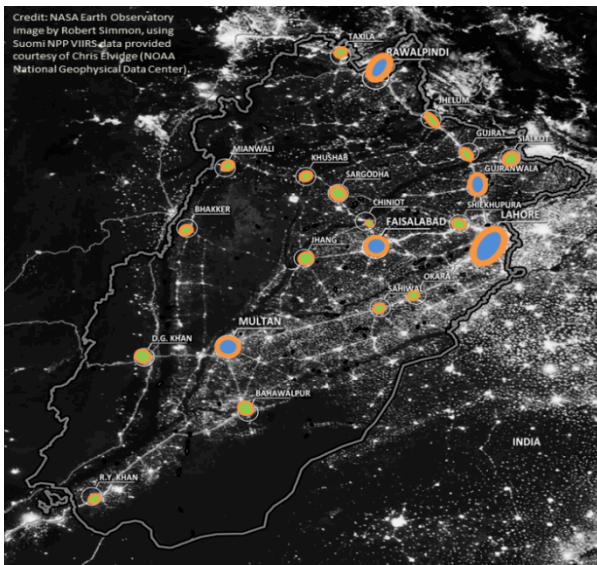 Credit: NASA Earth Observatory
image by Robert Simmon, using
Suomi NPP VIIRS data provided
courtesy of Chris Elvidge (NOAA
National Geophysical Data Center).
TAXILA
RAWALPINDI
JHELUM
GUJRAT
SIALKOT
MIANWALI
KHUSHAB
GUJRANWALA
SARGODHA
CHINIOT
SHIEKHUPURA
BHAKKER
FAISALABAD
LAHORE
JHANG
OKARA
SAHIWAL
MULTAN
D.G. KHAN
BAHAWALPUR
INDIA
R.Y. KHAN